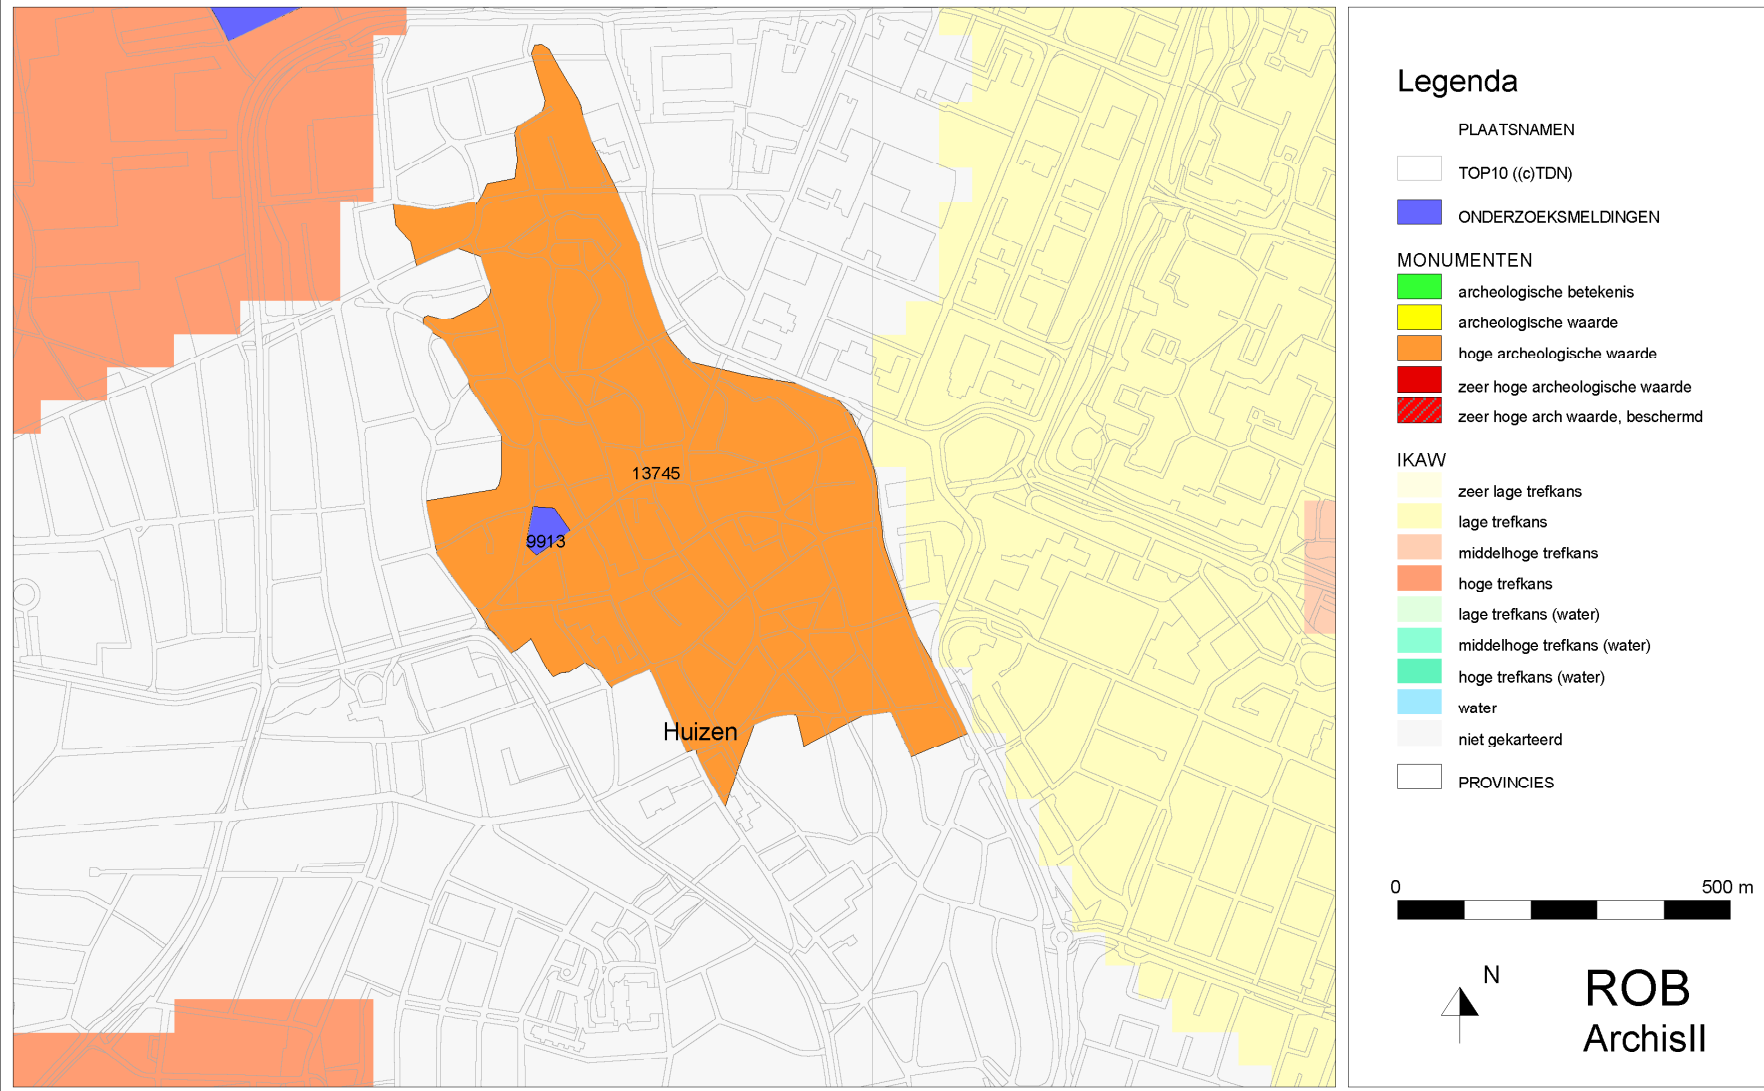 13745
9913
Huizen
Legenda
PLAATSNAMEN
TOP10 ((c)TDN)
ONDERZOEKSMELDINGEN
MONUMENTEN
archeologische betekenis
archeologische waarde
hoge archeologische waarde
zeer hoge archeologische waarde
zeer hoge arch waarde, beschermd
IKAW
zeer lage trefkans
lage trefkans
middelhoge trefkans
hoge trefkans
lage trefkans (water)
middelhoge trefkans (water)
hoge trefkans (water)
water
niet gekarteerd
PROVINCIES
0 500 m
N
ROB
ArchisII